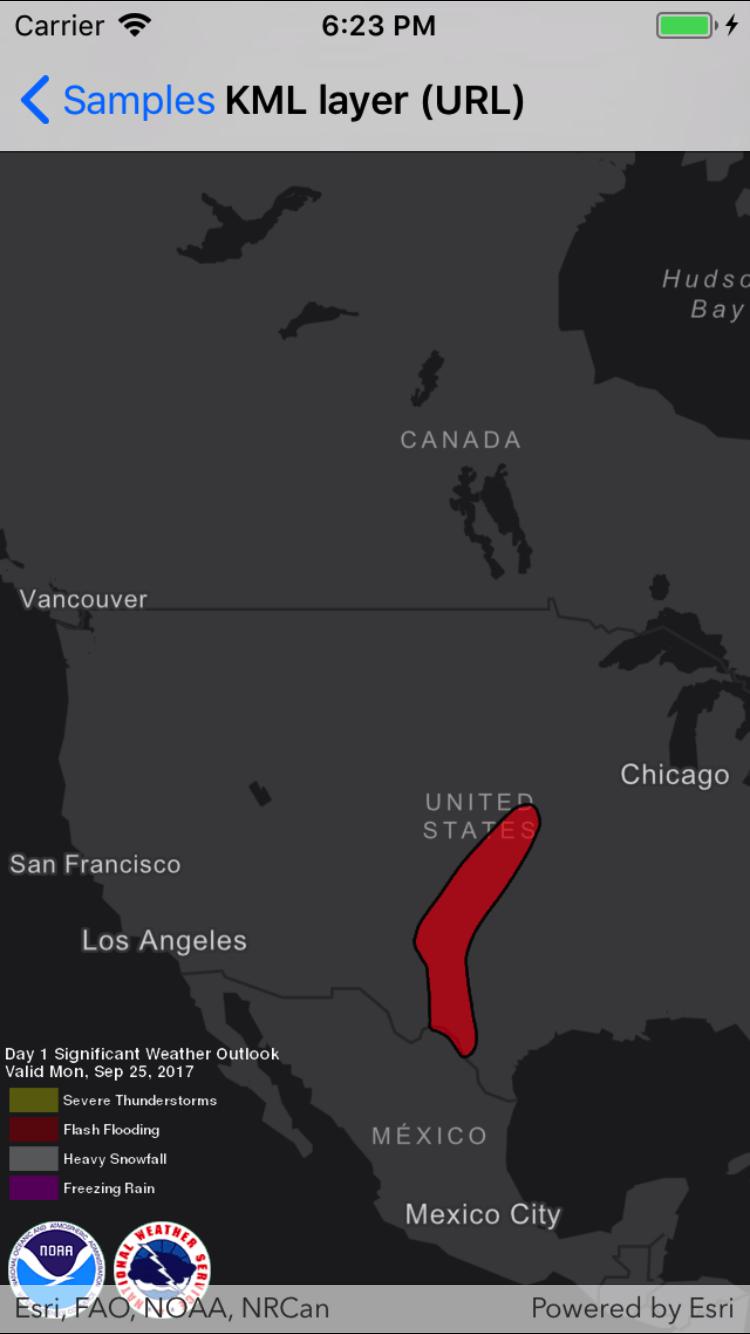 Carrier 6:23 PM
Samples KML layer (URL)
Hudso
Bay
CANADA
Vancouver
Chicago
UNITED
STATES
San Francisco
Los Angeles
Day 1 Significant Weather Outlook
Valid Mon, Sep 25, 2017
Severe Thunderstorms
Flash Flooding
Heavy Snowfall
Freezing Rain
MÉXICO
Mexico City
NOAA
NATIONAL WEATHER SERVICE
Esri, FAO, NOAA, NRCan Powered by Esri